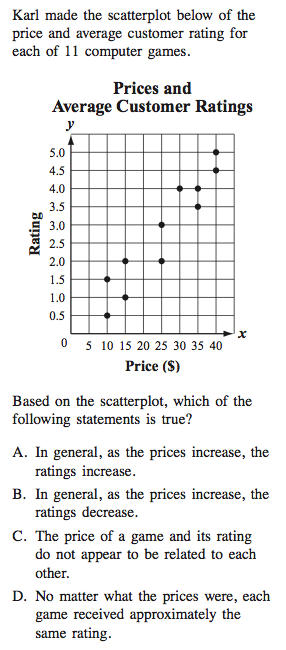 Karl made the scatterplot below of the
price and average customer rating for
each of 11 computer games.
Prices and
Average Customer Ratings
y
5.0
4.5
4.0
3.5
3.0
2.5
2.0
1.5
1.0
0.5
Rating
0 5 10 15 20 25 30 35 40 x
Price ($)
Based on the scatterplot, which of the
following statements is true?
A. In general, as the prices increase, the
ratings increase.
B. In general, as the prices increase, the
ratings decrease.
C. The price of a game and its rating
do not appear to be related to each
other.
D. No matter what the prices were, each
game received approximately the
same rating.